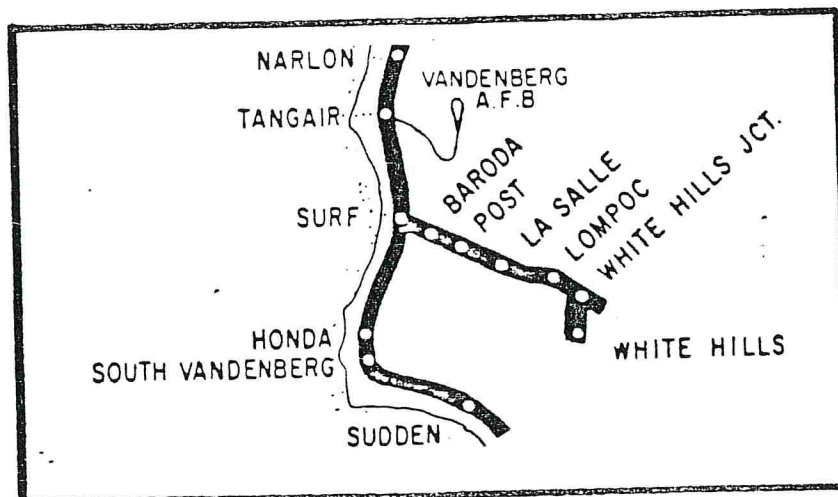 NARLON
VANDENBERG
A.F.B
TANGAIR
SURF
BARODA
POST
LA SALLE
LOMPOC
WHITE HILLS JCT.
WHITE HILLS
HONDA
SOUTH VANDENBERG
SUDDEN